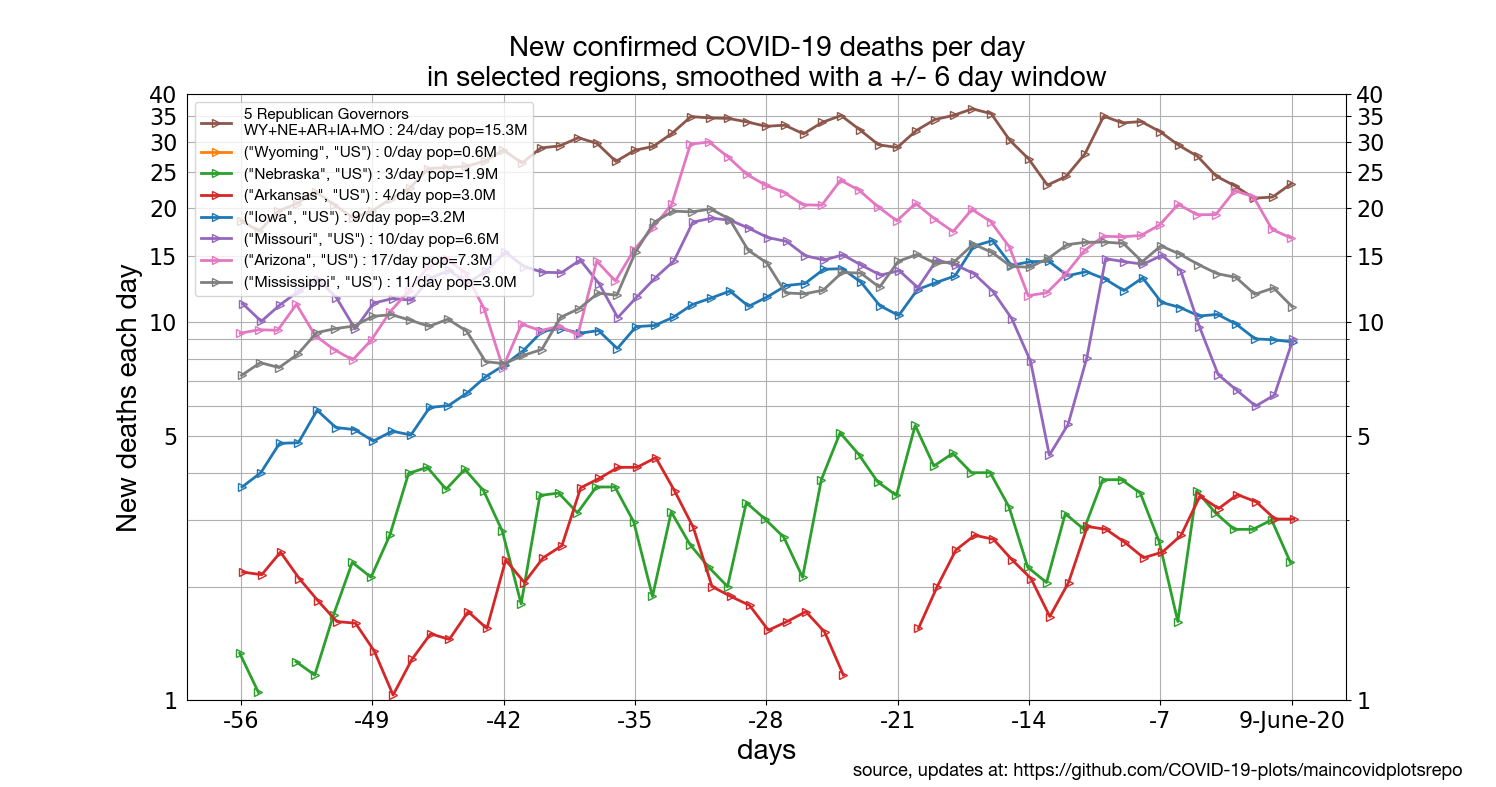 New confirmed COVID-19 deaths per day
in selected regions, smoothed with a +/- 6 day window
New deaths each day
40
35
30
25
20
15
10
5
1
5 Republican Governors
WY+NE+AR+IA+MO : 24/day pop=15.3M
("Wyoming", "US") : 0/day pop=0.6M
("Nebraska", "US") : 3/day pop=1.9M
("Arkansas", "US") : 4/day pop=3.0M
("Iowa", "US") : 9/day pop=3.2M
("Missouri", "US") : 10/day pop=6.6M
("Arizona", "US") : 17/day pop=7.3M
("Mississippi", "US") : 11/day pop=3.0M
40
35
30
25
20
15
10
5
1
-56 -49 -42 -35 -28 -21 -14 -7 9-June-20
days
source, updates at: https://github.com/COVID-19-plots/maincovidplotsrepo